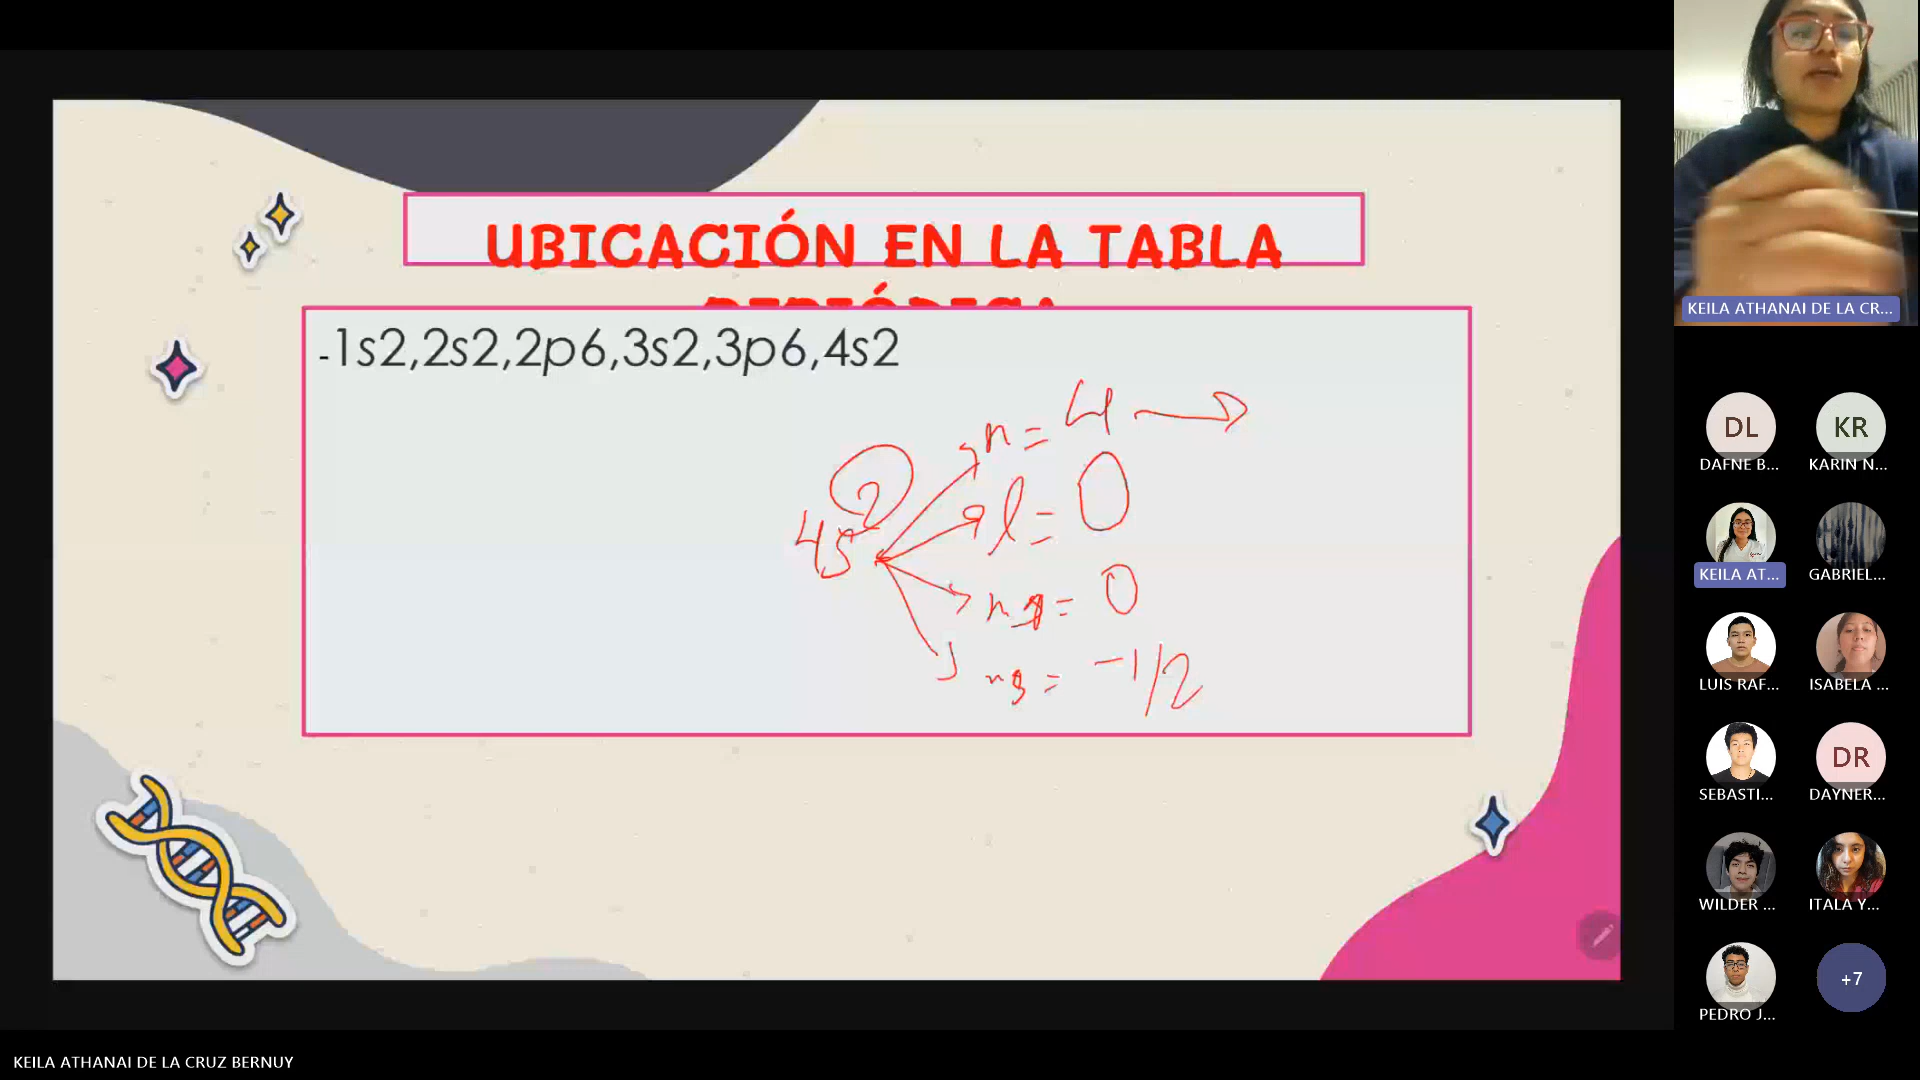 UBICACIÓN EN LA TABLA
PERIÓDICA
-1s2,2s2,2p6,3s2,3p6,4s2
n = 4
4s2
l = 0
= 0
= -1/2
KEILA ATHANAI DE LA CR...
DL
KR
DAFNE B...
KARIN N...
KEILA AT...
GABRIEL...
LUIS RAF...
ISABELA ...
DR
SEBASTI...
DAYNER...
WILDER ...
ITALA Y...
+7
PEDRO J...
KEILA ATHANAI DE LA CRUZ BERNUY